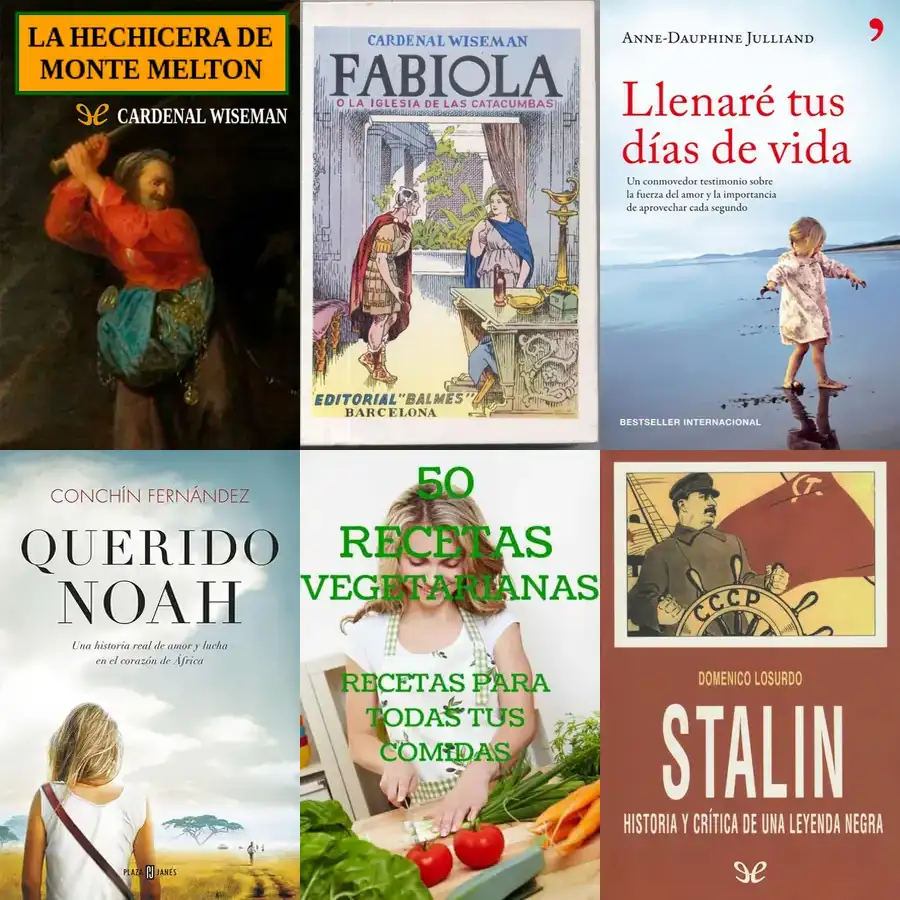 LA HECHICERA DE
MONTE MELTON
CARDENAL WISEMAN
CARDENAL WISEMAN
FABIOLA
O LA IGLESIA DE LAS CATACUMBAS
EDITORIAL "BALMES"
BARCELONA
ANNE-DAUPHINE JULLIAND
Llenaré tus
días de vida
Un conmovedor testimonio sobre
la fuerza del amor y la importancia
de aprovechar cada segundo
BESTSELLER INTERNACIONAL
CONCHÍN FERNÁNDEZ
QUERIDO
NOAH
Una historia real de amor y lucha
en el corazón de África
PLAZA JANES
50
RECETAS
VEGETARIANAS
RECETAS PARA
TODAS TUS
COMIDAS
CCCP
DOMENICO LOSURDO
STALIN
HISTORIA Y CRÍTICA DE UNA LEYENDA NEGRA